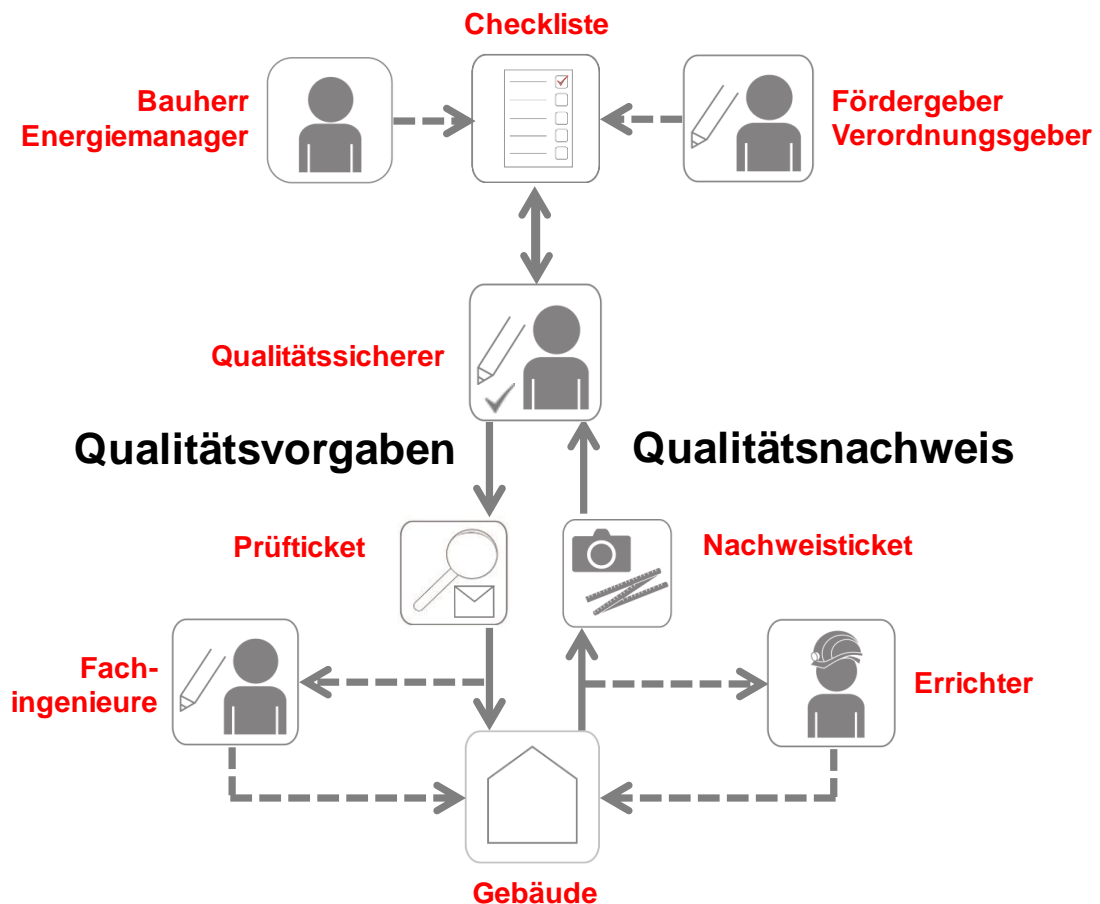 Checkliste
Bauherr
Energiemanager
Fördergeber
Verordnungsgeber
Qualitätssicherer
Qualitätsvorgaben
Qualitätsnachweis
Prüfticket
Nachweisticket
Fach-
ingenieure
Errichter
Gebäude